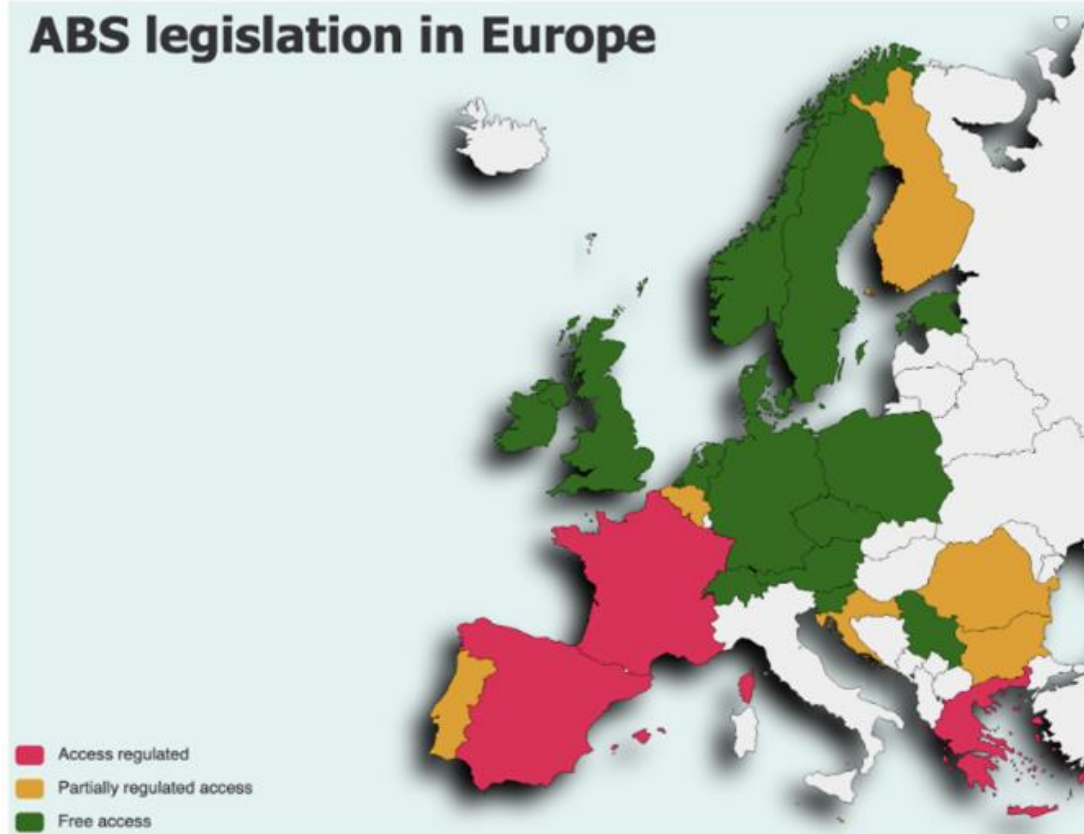 ABS legislation in Europe
Access regulated
Partially regulated access
Free access